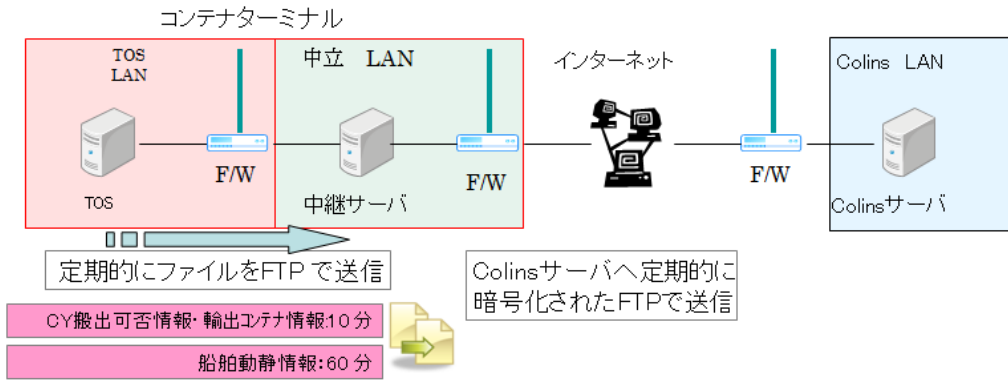 コンテナターミナル
TOS
LAN
中立 LAN
インターネット
Colins LAN
F/W
F/W
F/W
TOS
中継サーバ
Colinsサーバ
定期的にファイルをFTPで送信
Colinsサーバへ定期的に
暗号化されたFTPで送信
CY搬出可否情報・輸出コンテナ情報:10分
船舶動静情報:60分